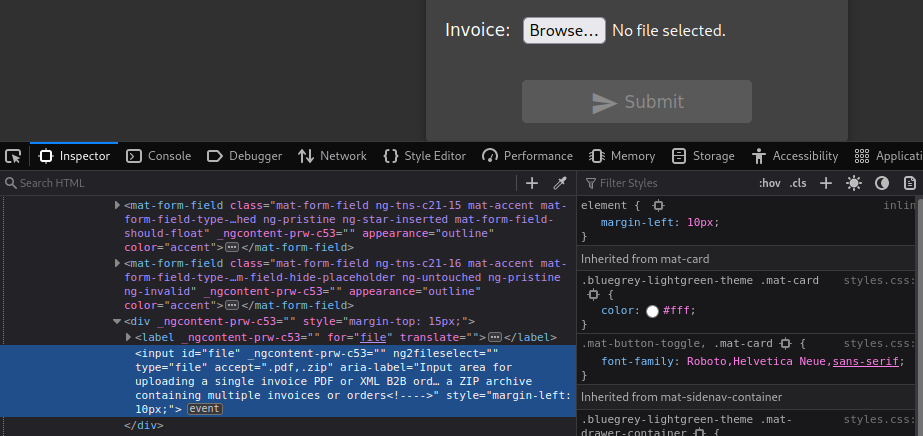 Invoice: Browse... No file selected.
Submit
Inspector Console Debugger Network Style Editor Performance Memory Storage Accessibility Applicati
Search HTML
Filter Styles :hov .cls
<mat-form-field class="mat-form-field ng-tns-c21-15 mat-accent mat-
form-field-type-…hed ng-pristine ng-star-inserted mat-form-field-
should-float" _ngcontent-prw-c53="" appearance="outline"
color="accent"></mat-form-field>
<mat-form-field class="mat-form-field ng-tns-c21-16 mat-accent mat-
form-field-type-…m-field-hide-placeholder ng-untouched ng-pristine
ng-invalid" _ngcontent-prw-c53="" appearance="outline"
color="accent"></mat-form-field>
<div _ngcontent-prw-c53="" style="margin-top: 15px;">
<label _ngcontent-prw-c53="" for="file" translate=""></label>
<input id="file" _ngcontent-prw-c53="" ng2fileselect=""
type="file" accept=".pdf,.zip" aria-label="Input area for
uploading a single invoice PDF or XML B2B ord… a ZIP archive
containing multiple invoices or orders<!---->" style="margin-left:
10px;"> event
</div>
element { inlin
margin-left: 10px;
}
Inherited from mat-card
.bluegrey-lightgreen-theme .mat-card styles.css:
{
color: #fff;
}
.mat-button-toggle, .mat-card { styles.css:
font-family: Roboto,Helvetica Neue,sans-serif;
}
Inherited from mat-sidenav-container
.bluegrey-lightgreen-theme .mat- styles.css:
drawer-container {